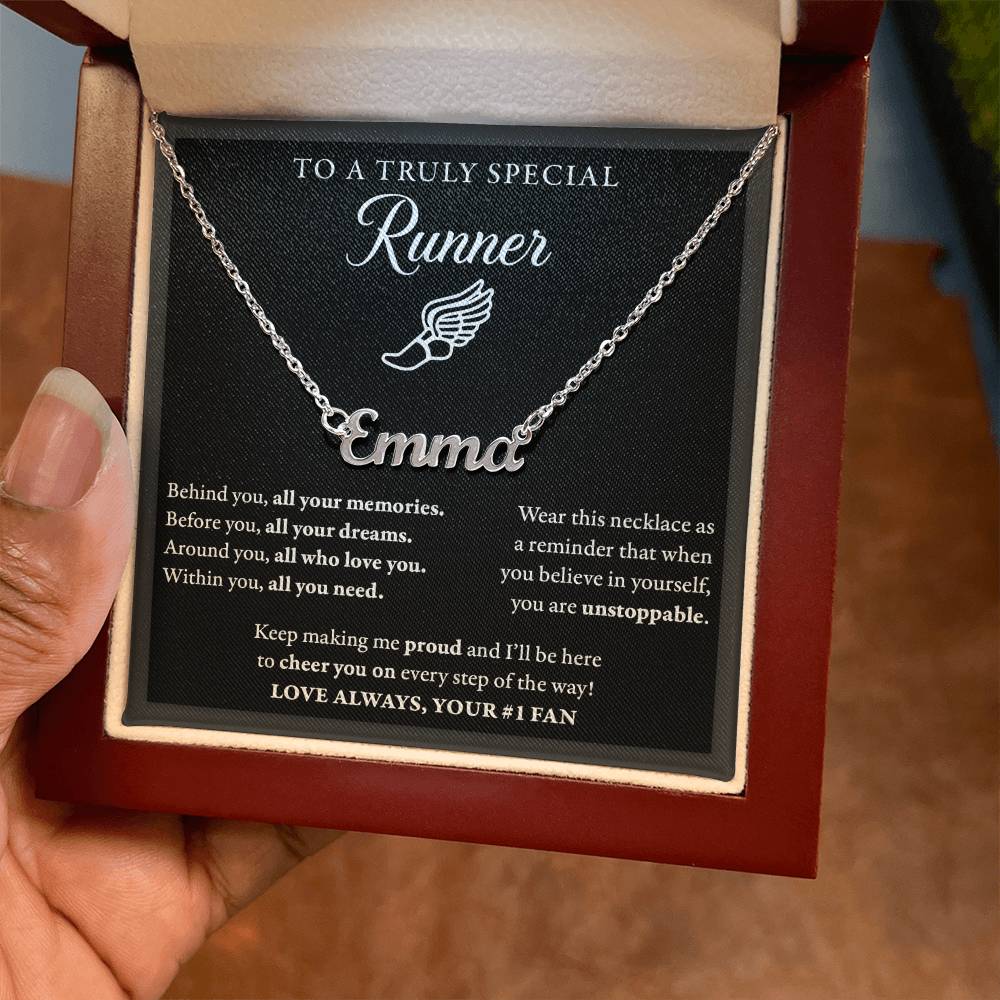 TO A TRULY SPECIAL
Runner
Emma
Behind you, all your memories.
Before you, all your dreams.
Around you, all who love you.
Within you, all you need.
Wear this necklace as
a reminder that when
you believe in yourself,
you are unstoppable.
Keep making me proud and I'll be here
to cheer you on every step of the way!
LOVE ALWAYS, YOUR #1 FAN